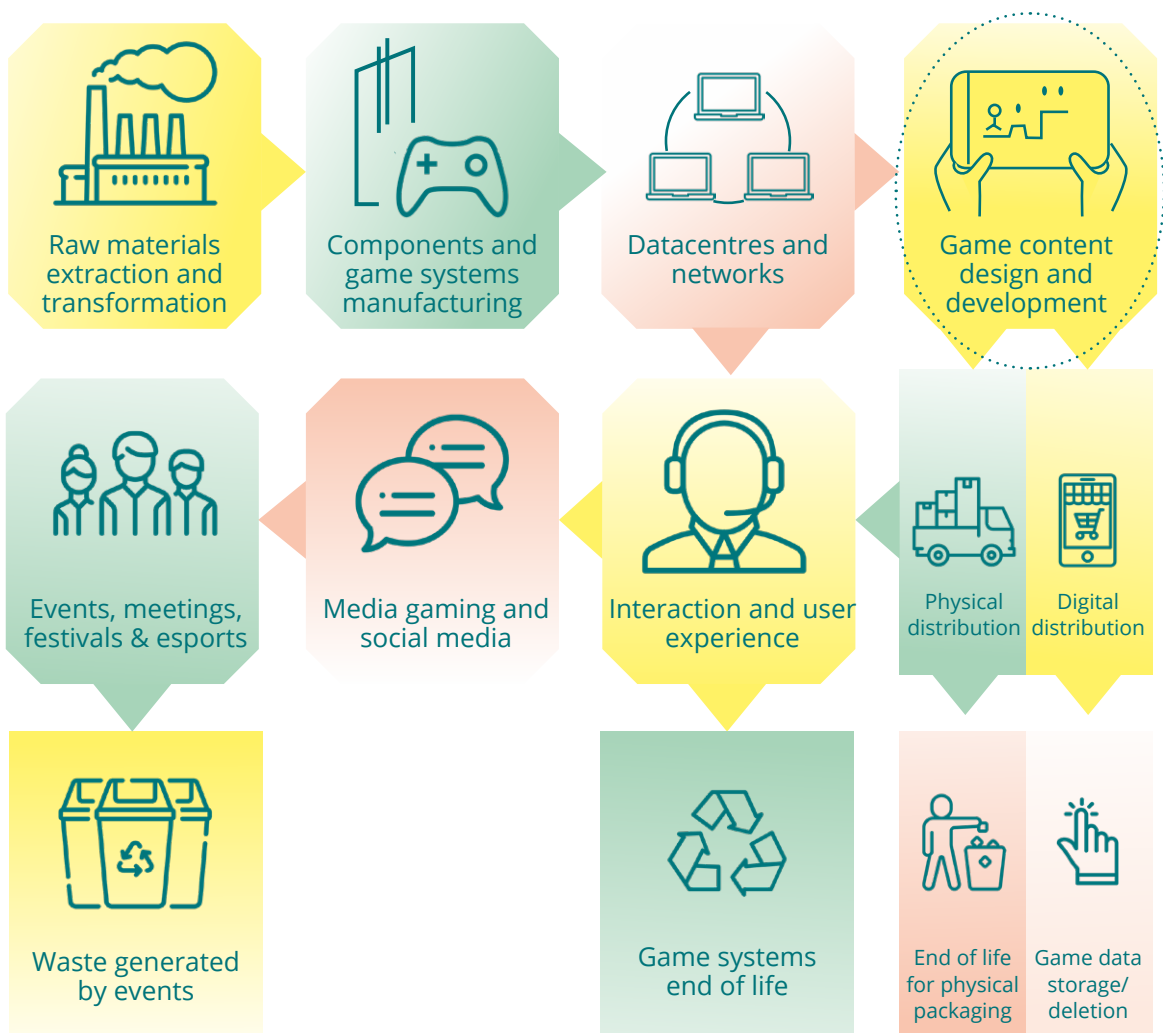 Raw materials
extraction and
transformation
Components and
game systems
manufacturing
Datacentres and
networks
Game content
design and
development
Events, meetings,
festivals & esports
Media gaming and
social media
Interaction and user
experience
Physical
distribution
Digital
distribution
Waste generated
by events
Game systems
end of life
End of life
for physical
packaging
Game data
storage/
deletion